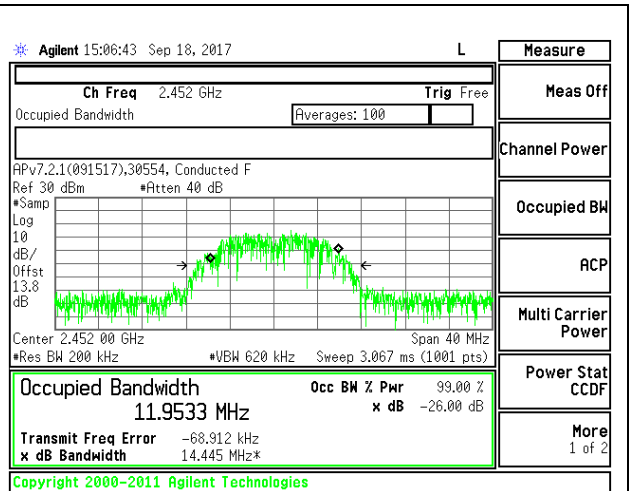 Agilent 15:06:43 Sep 18, 2017 L
Measure
Ch Freq 2.452 GHz Trig Free
Occupied Bandwidth Averages: 100
APv7.2.1(091517),30554, Conducted F
Ref 30 dBm #Atten 40 dB
#Samp
Log
10
dB/
Offst
13.8
dB
Center 2.452 00 GHz Span 40 MHz
#Res BW 200 kHz #VBW 620 kHz Sweep 3.067 ms (1001 pts)
Occupied Bandwidth Occ BW % Pwr 99.00 %
11.9533 MHz x dB -26.00 dB
Transmit Freq Error -68.912 kHz
x dB Bandwidth 14.445 MHz*
Copyright 2000-2011 Agilent Technologies
Meas Off
Channel Power
Occupied BW
ACP
Multi Carrier
Power
Power Stat
CCDF
More
1 of 2